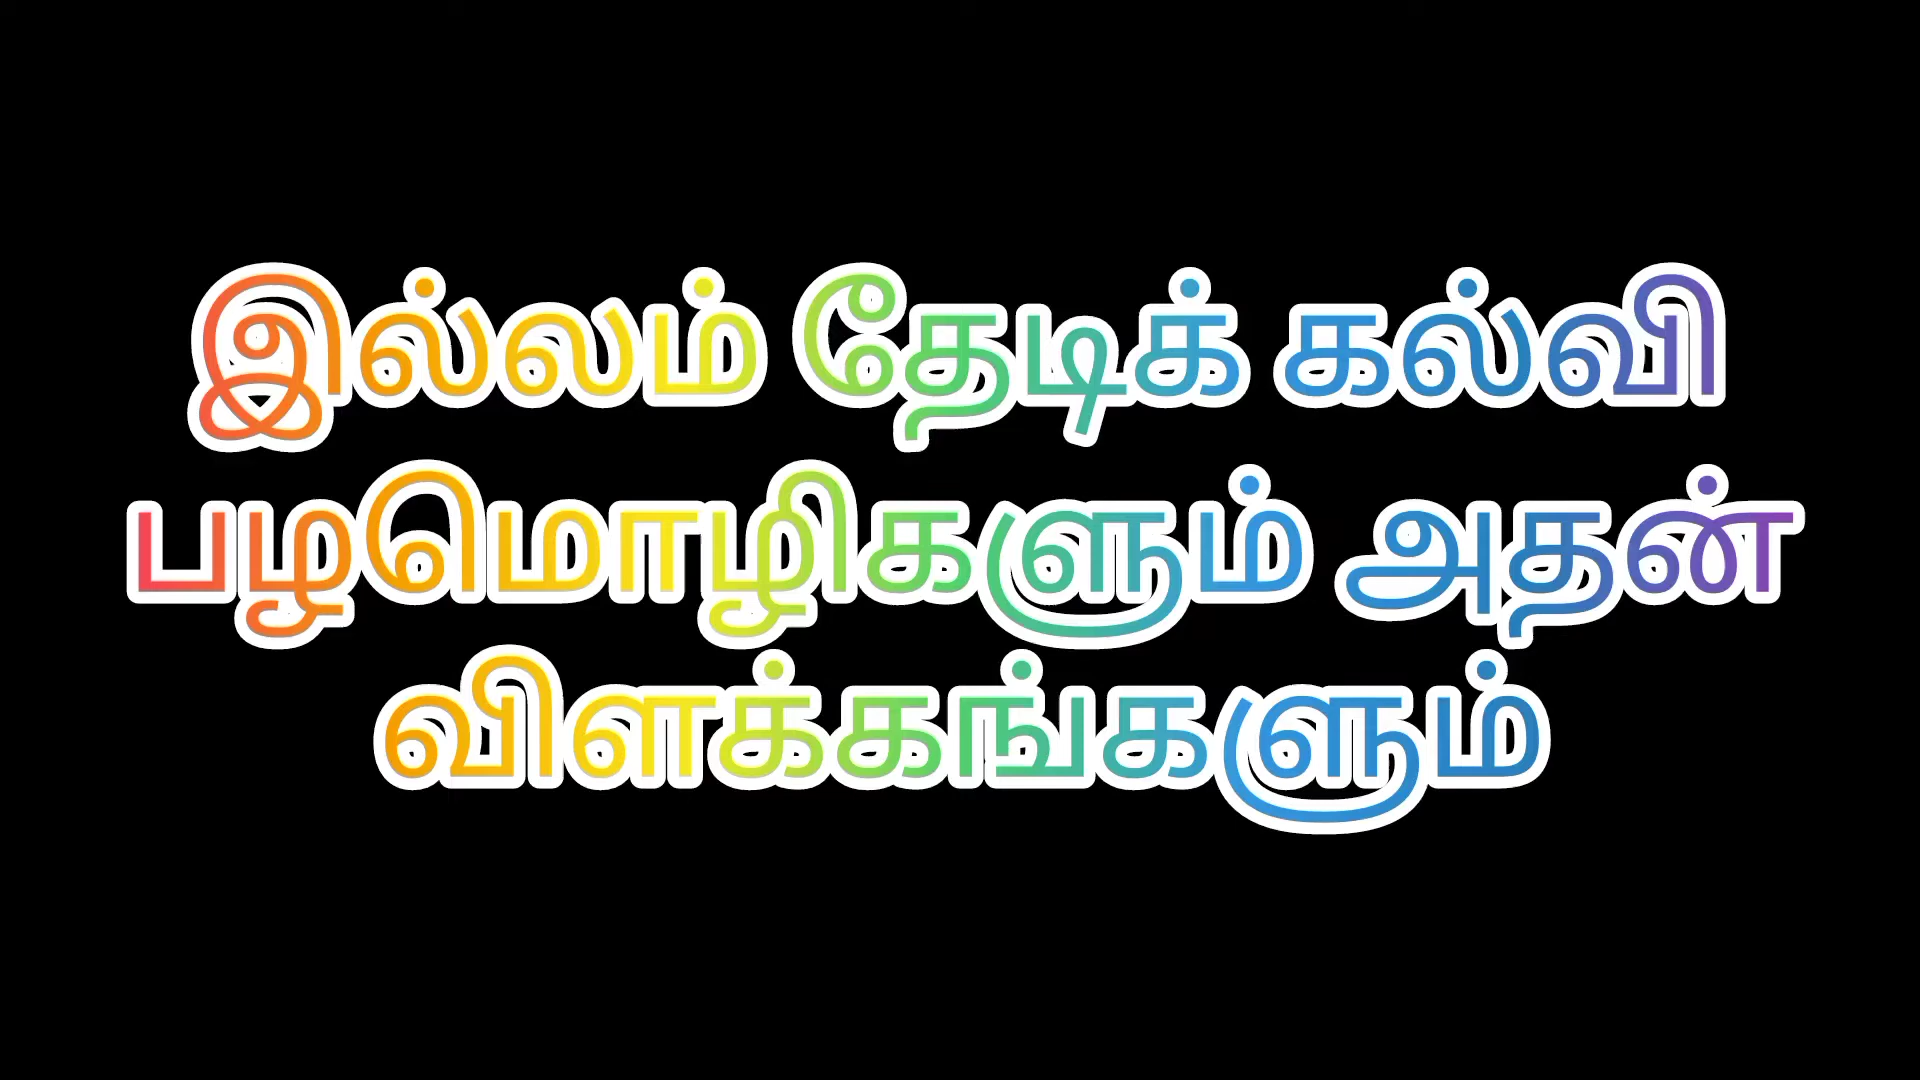 இல்லம் தேடிக் கல்வி
பழமொழிகளும் அதன்
விளக்கங்களும்